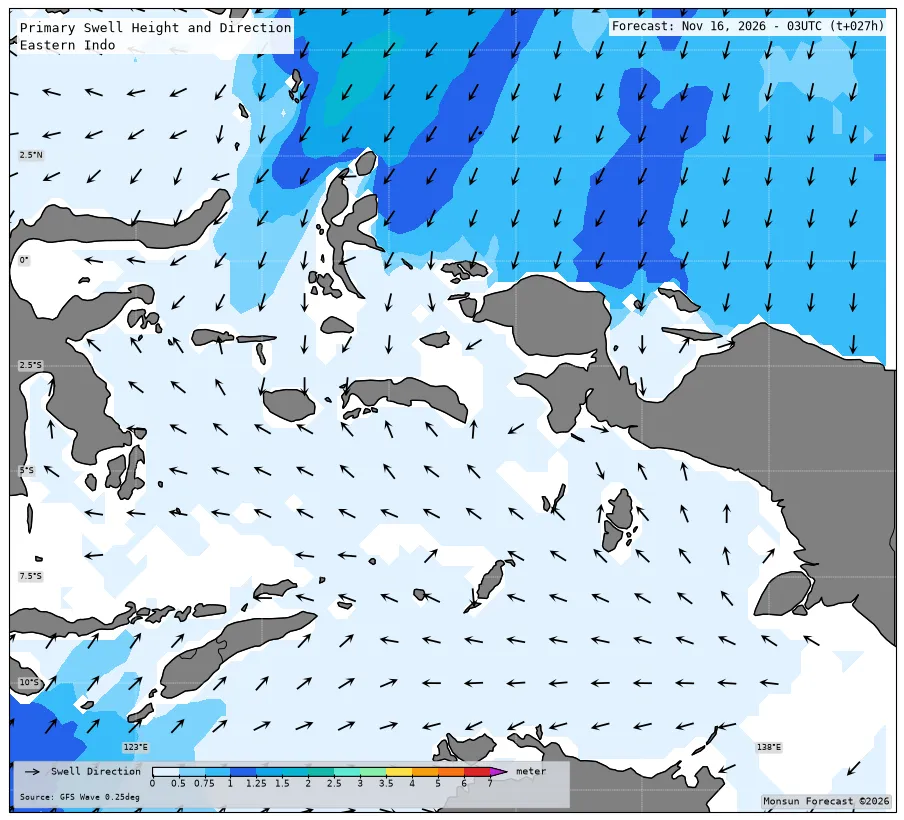 Primary Swell Height and Direction
Eastern Indo
Forecast: Nov 16, 2026 - 03UTC (t+027h)
2.5°N
0°
2.5°S
5°S
7.5°S
10°S
123°E
138°E
Swell Direction
0 0.5 0.75 1 1.25 1.5 2 2.5 3 3.5 4 5 6 7 meter
Source: GFS Wave 0.25deg
Monsun Forecast ©2026